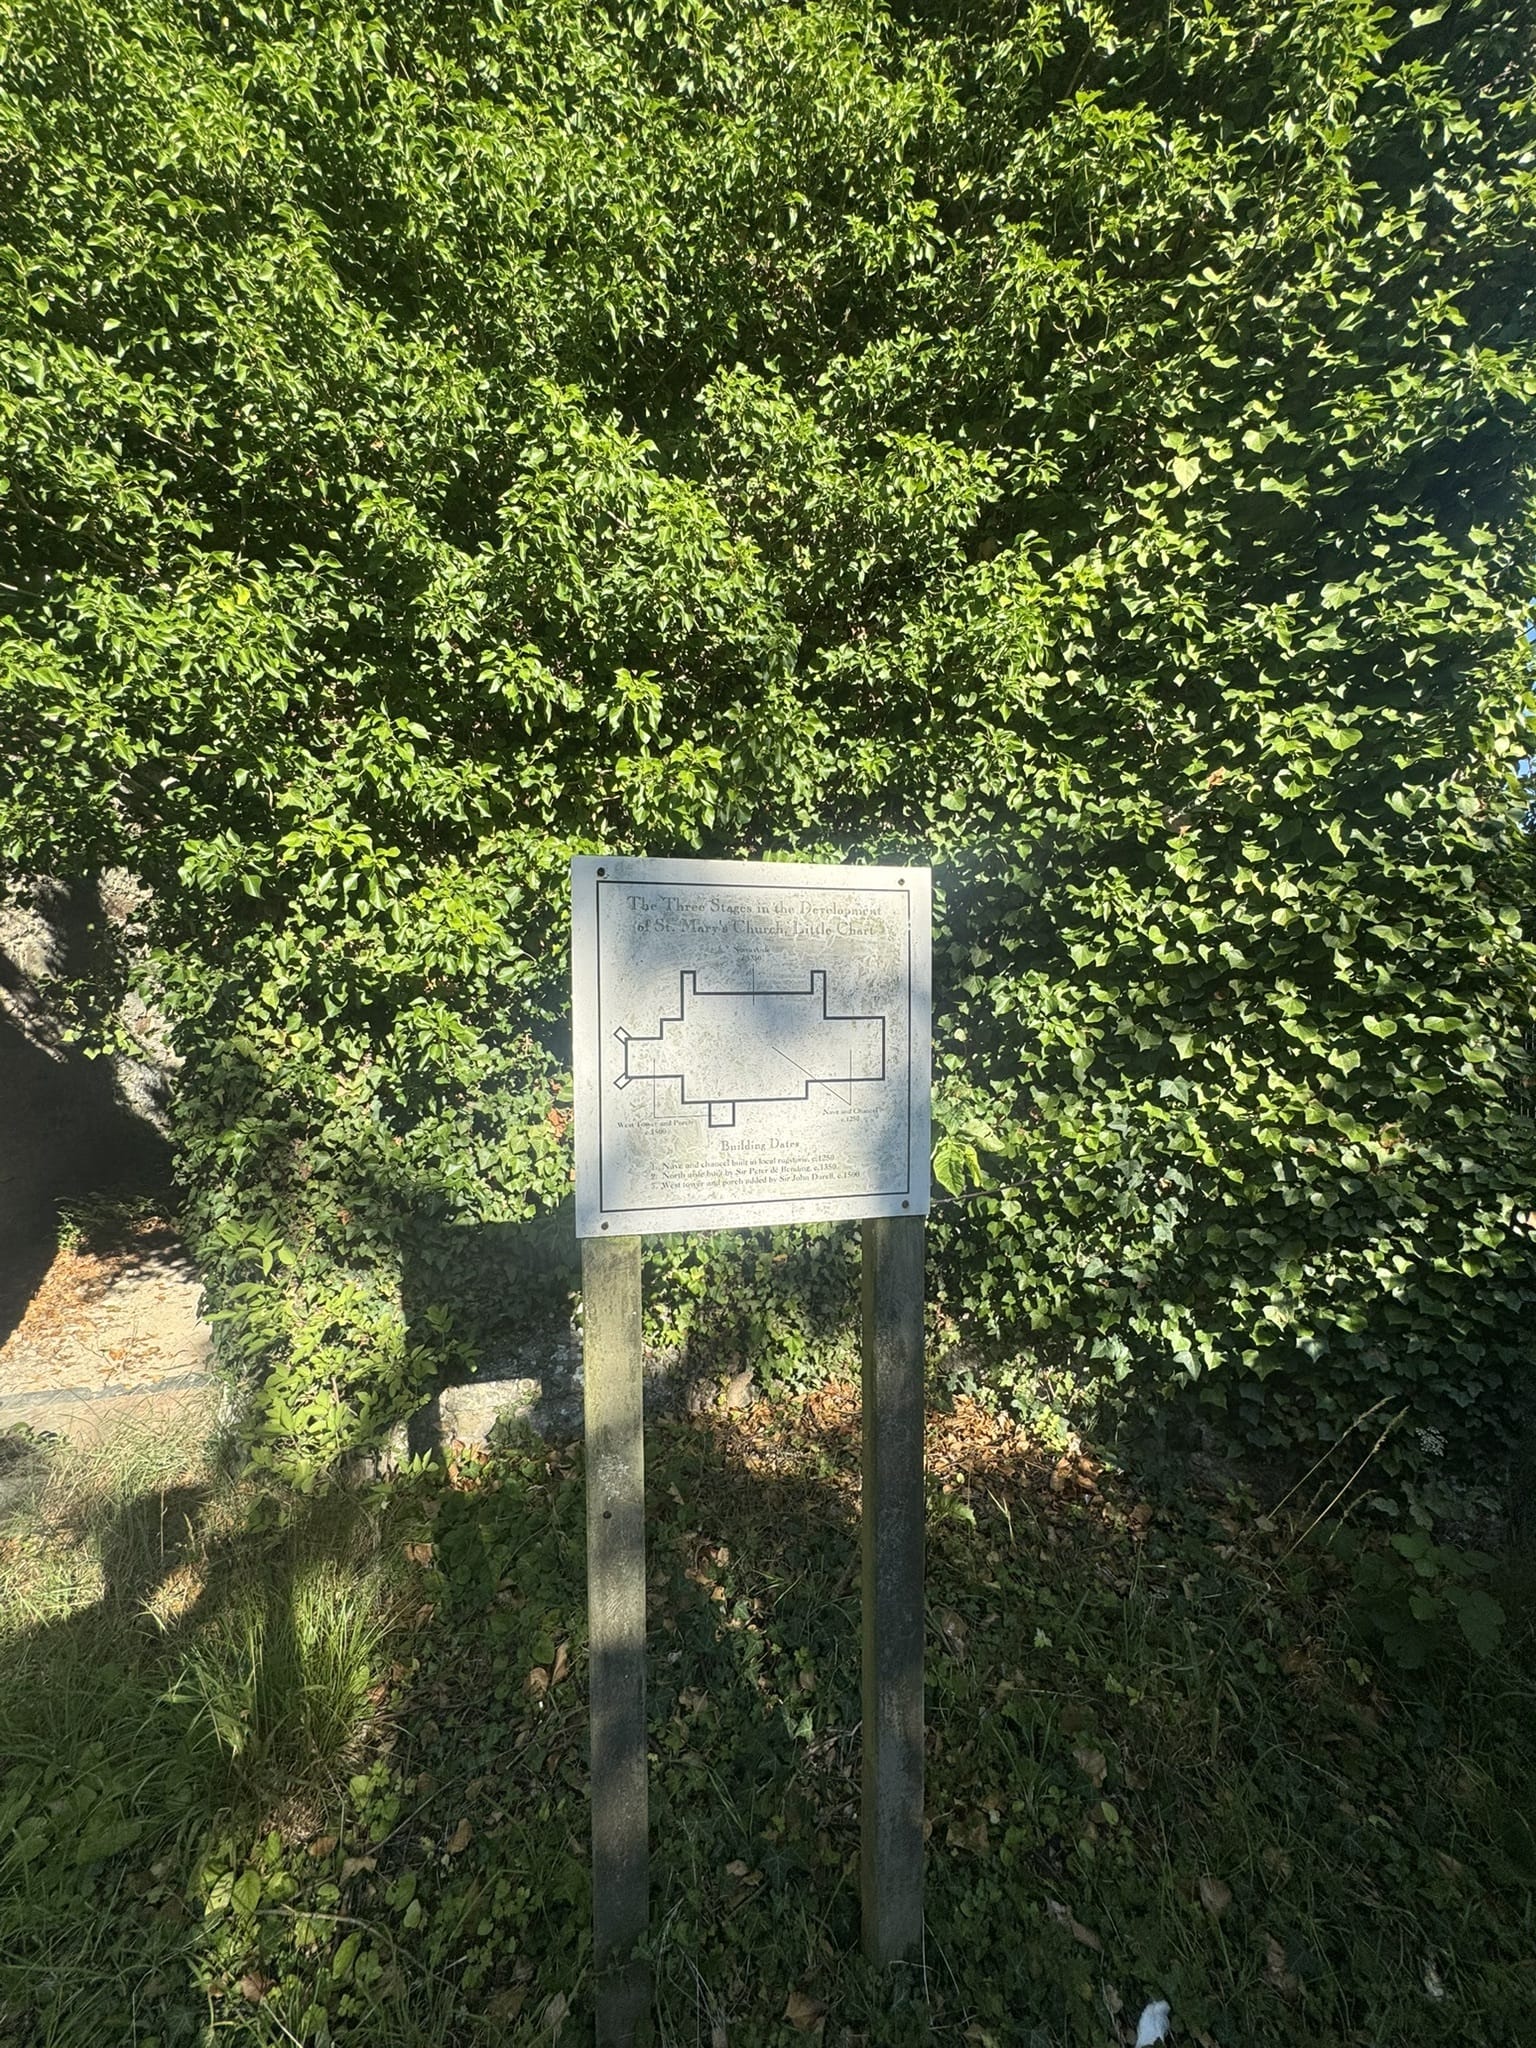 The Three Stages in the Development
of St. Mary's Church, Little Chart
North Aisle
c.1350
West Tower and Porch
c.1500
Nave and Chancel
c.1250
Building Dates
1. Nave and chancel built in local ragstone, c.1250
2. North aisle built by Sir Peter de Bending, c.1350
3. West tower and porch added by Sir John Darell, c.1500